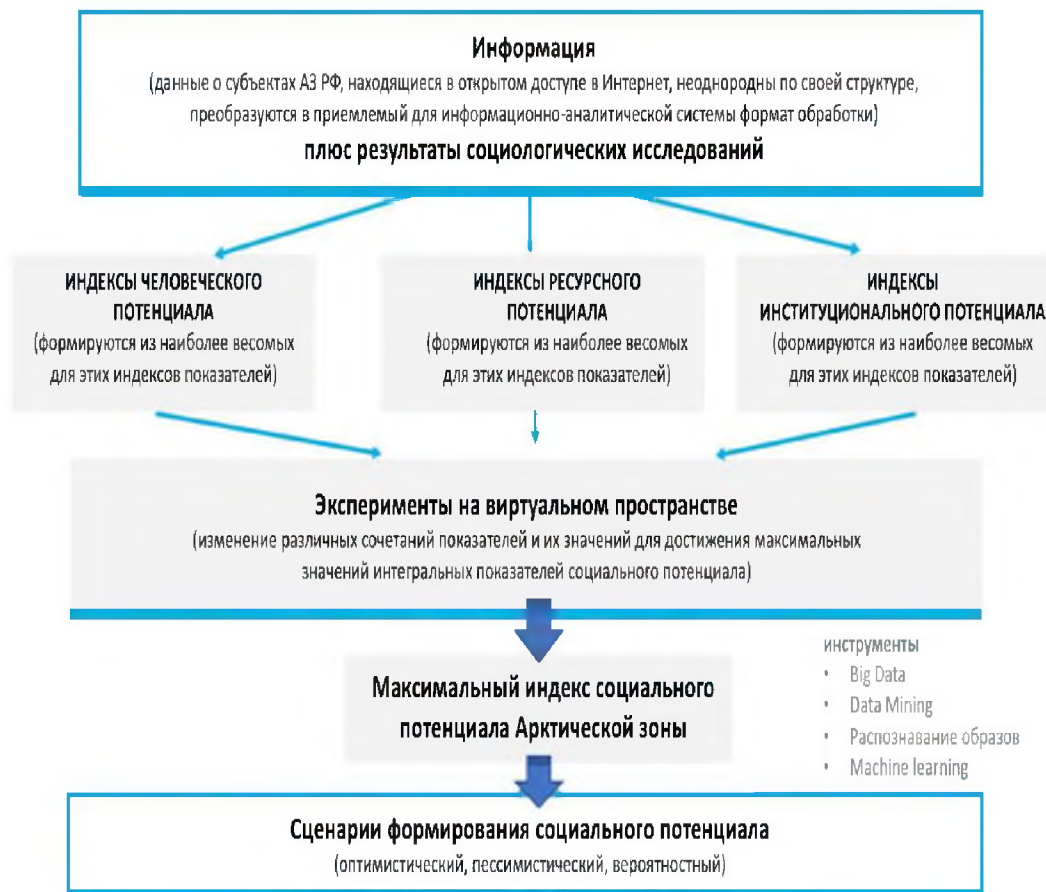 Информация
(данные о субъектах АЗ РФ, находящиеся в открытом доступе в Интернет, неоднородны по своей структуре,
преобразуются в приемлемый для информационно-аналитической системы формат обработки)
плюс результаты социологических исследований
ИНДЕКСЫ ЧЕЛОВЕЧЕСКОГО
ПОТЕНЦИАЛА
(формируются из наиболее весомых
для этих индексов показателей)
ИНДЕКСЫ РЕСУРСНОГО
ПОТЕНЦИАЛА
(формируются из наиболее весомых
для этих индексов показателей)
ИНДЕКСЫ
ИНСТИТУЦИОНАЛЬНОГО ПОТЕНЦИАЛА
(формируются из наиболее весомых
для этих индексов показателей)
Эксперименты на виртуальном пространстве
(изменение различных сочетаний показателей и их значений для достижения максимальных
значений интегральных показателей социального потенциала)
Максимальный индекс социального
потенциала Арктической зоны
инструменты
• Big Data
• Data Mining
• Распознавание образов
• Machine learning
Сценарии формирования социального потенциала
(оптимистический, пессимистический, вероятностный)